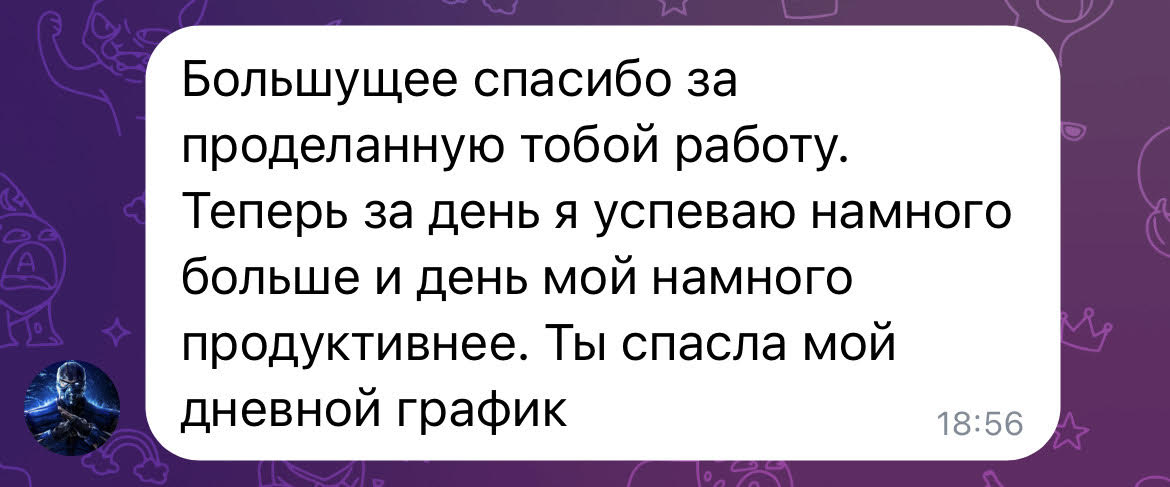 Большущее спасибо за
проделанную тобой работу.
Теперь за день я успеваю намного
больше и день мой намного
продуктивнее. Ты спасла мой
дневной график
18:56
A